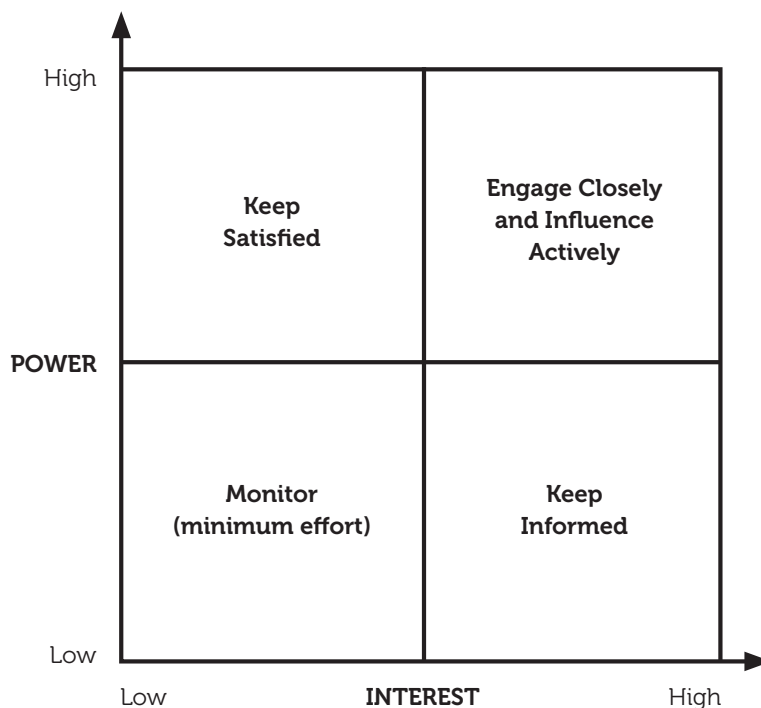 High
Keep
Satisfied
Engage Closely
and Influence
Actively
POWER
Monitor
(minimum effort)
Keep
Informed
Low
Low
INTEREST
High